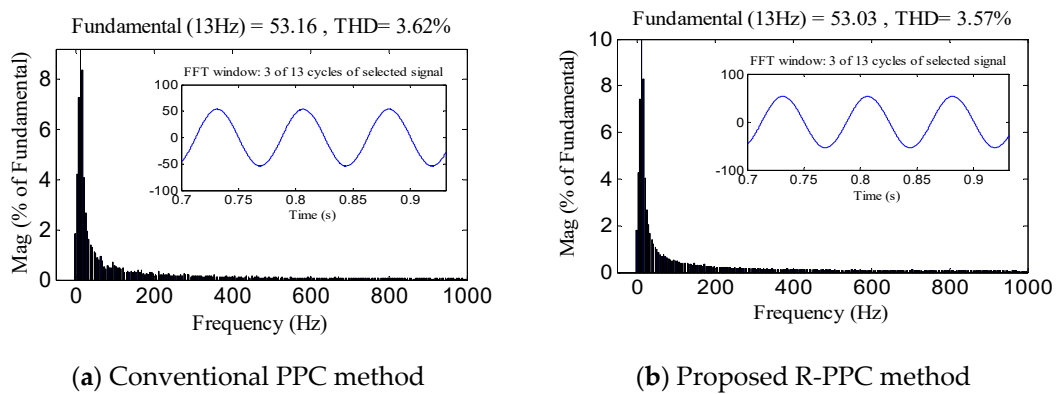 Fundamental (13Hz) = 53.16 , THD= 3.62%
FFT window: 3 of 13 cycles of selected signal
100
50
0
-50
-100
0.7 0.75 0.8 0.85 0.9
Time (s)
Mag (% of Fundamental)
8
6
4
2
0
0 200 400 600 800 1000
Frequency (Hz)
(a) Conventional PPC method
Fundamental (13Hz) = 53.03 , THD= 3.57%
FFT window: 3 of 13 cycles of selected signal
100
0
-100
0.7 0.75 0.8 0.85 0.9
Time (s)
Mag (% of Fundamental)
10
8
6
4
2
0
0 200 400 600 800 1000
Frequency (Hz)
(b) Proposed R-PPC method